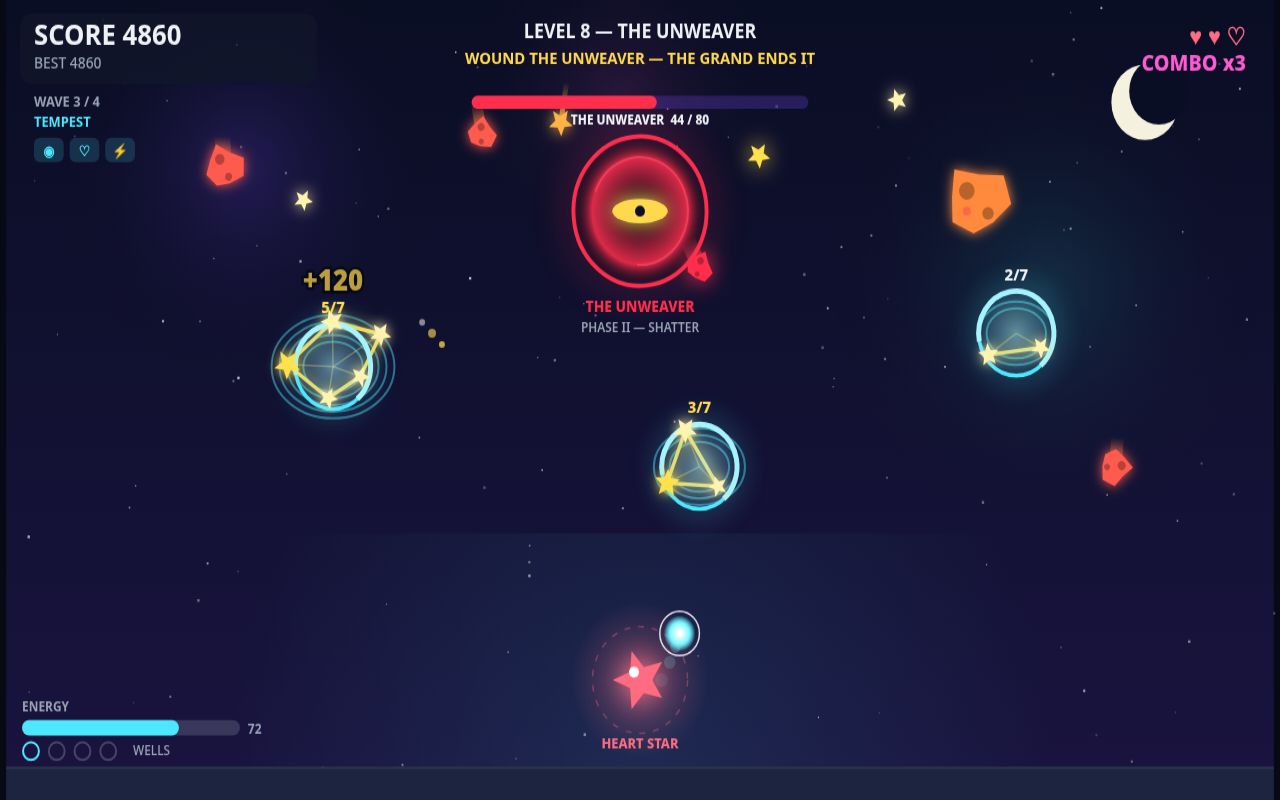 SCORE 4860
BEST 4860
LEVEL 8 — THE UNWEAVER
WOUND THE UNWEAVER — THE GRAND ENDS IT
COMBO x3
WAVE 3 / 4
TEMPEST
THE UNWEAVER 44 / 80
+120
5/7
2/7
THE UNWEAVER
PHASE II — SHATTER
3/7
HEART STAR
ENERGY
72
WELLS